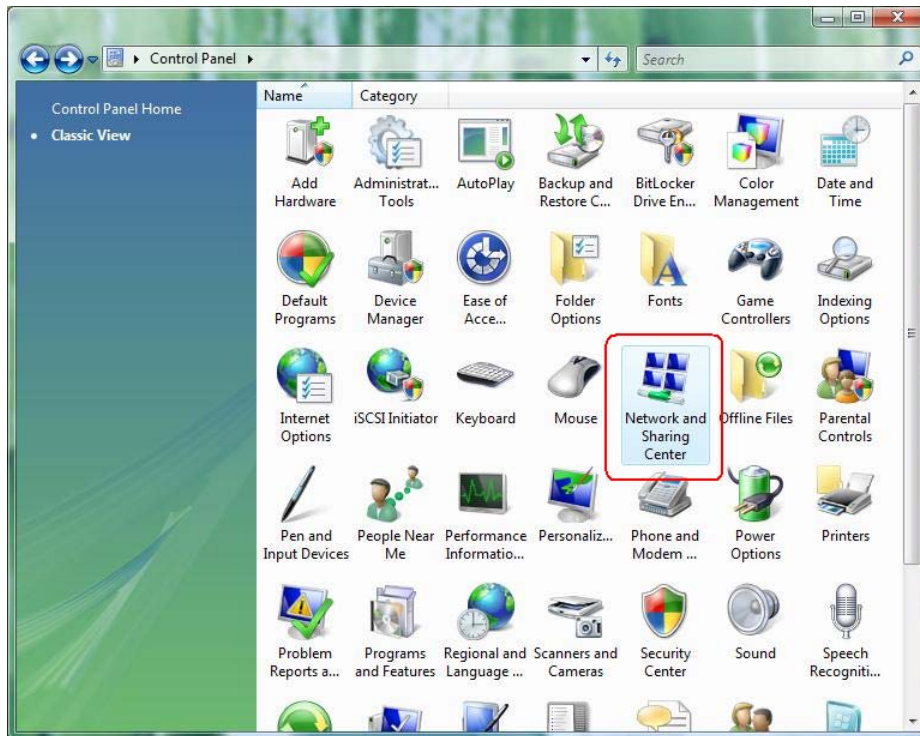 Control Panel
Search
Control Panel Home
Classic View
Name Category
Add Administrat... AutoPlay Backup and BitLocker Color Date and
Hardware Tools Restore C... Drive En... Management Time
Default Device Ease of Folder Fonts Game Indexing
Programs Manager Acce... Options Controllers Options
Internet iSCSI Initiator Keyboard Mouse Network and Offline Files Parental
Options Sharing Controls
Center
Pen and People Near Performance Personaliz... Phone and Power Printers
Input Devices Me Informatio... Modem ... Options
Problem Programs Regional and Scanners and Security Sound Speech
Reports a... and Features Language ... Cameras Center Recogniti...